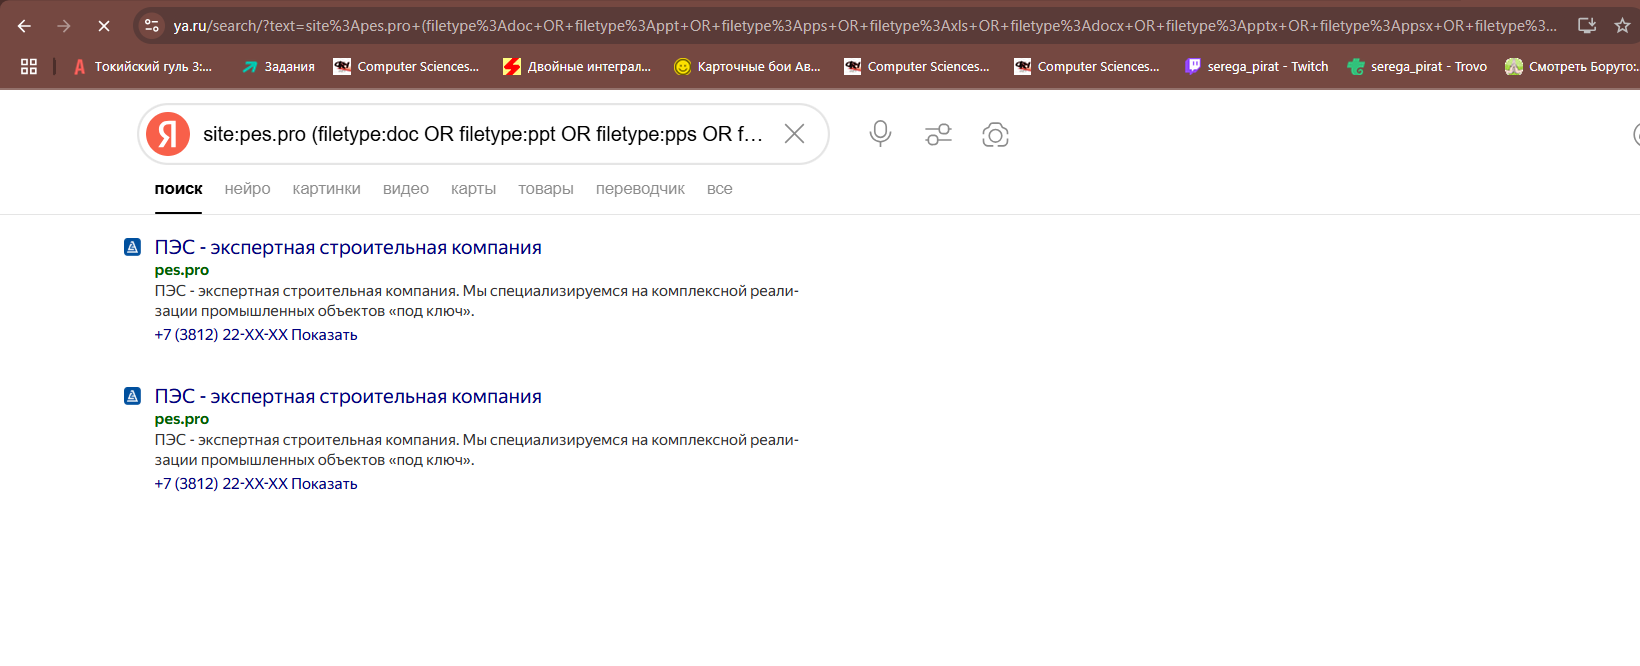 ya.ru/search/?text=site%3Apes.pro+(filetype%3Adoc+OR+filetype%3Appt+OR+filetype%3Apps+OR+filetype%3Axls+OR+filetype%3Adocx+OR+filetype%3Apptx+OR+filetype%3Appsx+OR+filetype%3...
Токийский гуль 3:... Задания Computer Sciences... Двойные интеграл... Карточные бои Ав... Computer Sciences... Computer Sciences... serega_pirat - Twitch serega_pirat - Trovo Смотреть Боруто:..
Я site:pes.pro (filetype:doc OR filetype:ppt OR filetype:pps OR f...
поиск нейро картинки видео карты товары переводчик все
ПЭС - экспертная строительная компания
pes.pro
ПЭС - экспертная строительная компания. Мы специализируемся на комплексной реали-
зации промышленных объектов «под ключ».
+7 (3812) 22-XX-XX Показать
ПЭС - экспертная строительная компания
pes.pro
ПЭС - экспертная строительная компания. Мы специализируемся на комплексной реали-
зации промышленных объектов «под ключ».
+7 (3812) 22-XX-XX Показать